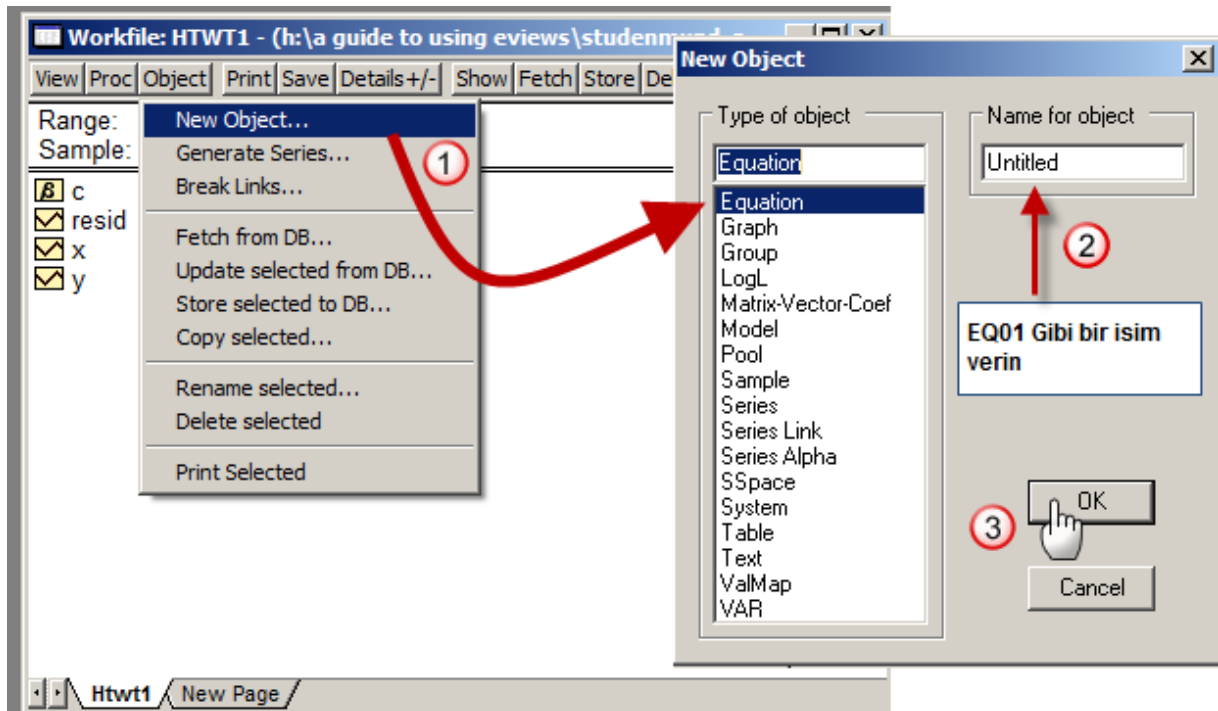 Workfile: HTWT1 - (h:\a guide to using eviews\studenmund_
View Proc Object Print Save Details+/- Show Fetch Store De
Range:
Sample:
c
resid
x
y
New Object...
Generate Series...
Break Links...
Fetch from DB...
Update selected from DB...
Store selected to DB...
Copy selected...
Rename selected...
Delete selected
Print Selected
1
Htwt1 New Page
New Object
Type of object
Equation
Equation
Graph
Group
LogL
Matrix-Vector-Coef
Model
Pool
Sample
Series
Series Link
Series Alpha
SSpace
System
Table
Text
ValMap
VAR
Name for object
Untitled
2
EQ01 Gibi bir isim
verin
3
OK
Cancel